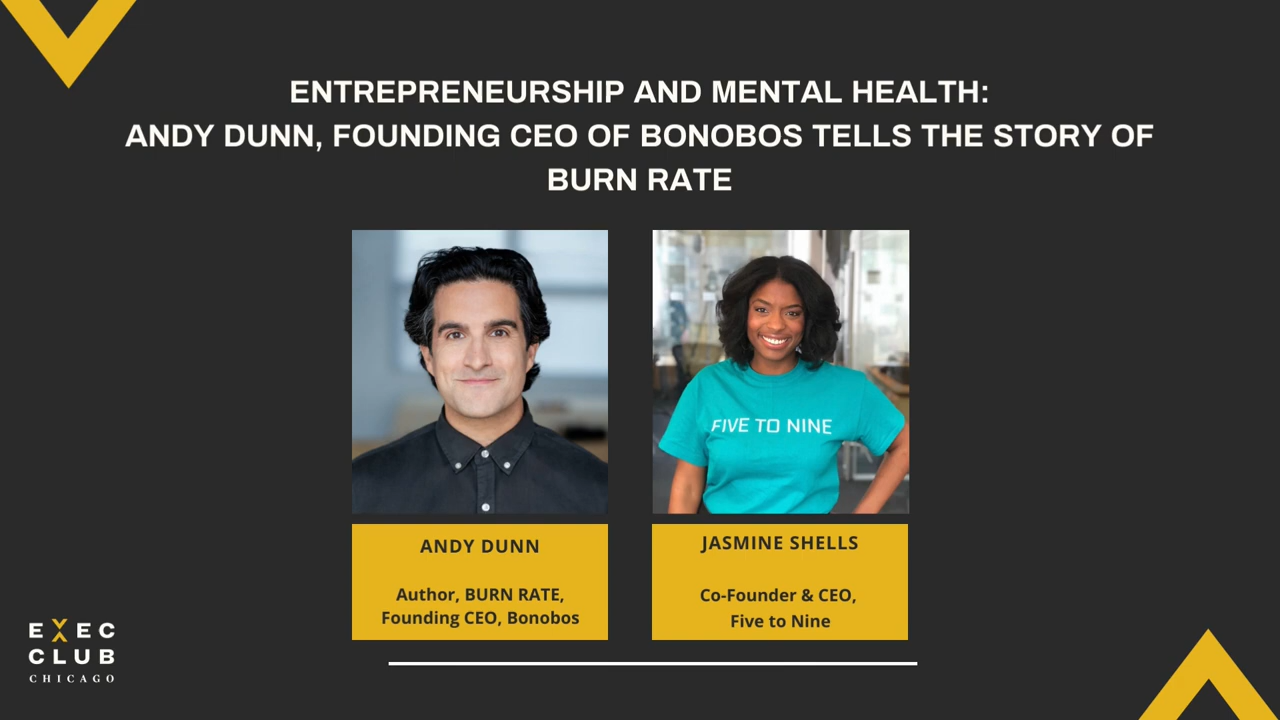 ENTREPRENEURSHIP AND MENTAL HEALTH:
ANDY DUNN, FOUNDING CEO OF BONOBOS TELLS THE STORY OF
BURN RATE
FIVE TO NINE
ANDY DUNN
Author, BURN RATE,
Founding CEO, Bonobos
JASMINE SHELLS
Co-Founder & CEO,
Five to Nine
EXEC
CLUB
CHICAGO